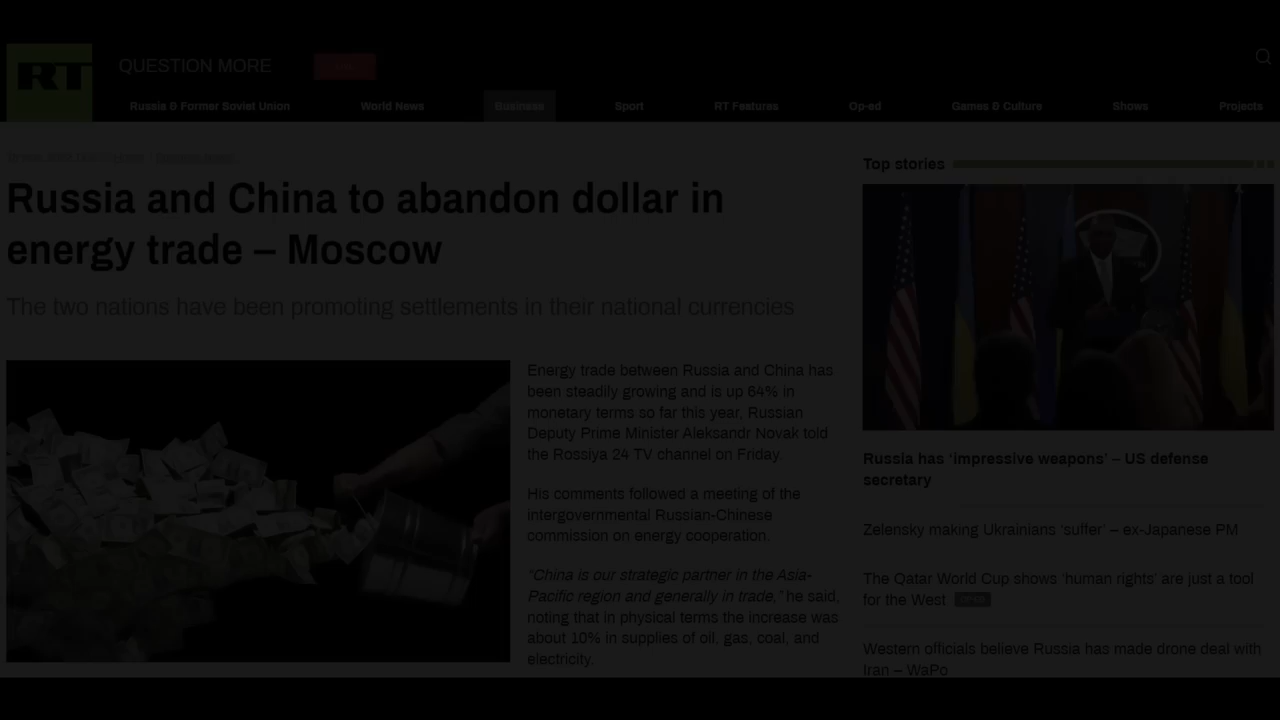 RT
QUESTION MORE
Russia & Former Soviet Union
World News
Business
Sport
RT Features
Op-ed
Games & Culture
Shows
Projects
Russia and China to abandon dollar in
energy trade – Moscow
The two nations have been promoting settlements in their national currencies
Energy trade between Russia and China has
been steadily growing and is up 64% in
monetary terms so far this year, Russian
Deputy Prime Minister Aleksandr Novak told
the Rossiya 24 TV channel on Friday.
His comments followed a meeting of the
intergovernmental Russian-Chinese
commission on energy cooperation.
“China is our strategic partner in the Asia-
Pacific region and generally in trade,” he said,
noting that in physical terms the increase was
about 10% in supplies of oil, gas, coal, and
electricity.
Top stories
Russia has ‘impressive weapons’ – US defense
secretary
Zelensky making Ukrainians ‘suffer’ – ex-Japanese PM
The Qatar World Cup shows ‘human rights’ are just a tool
for the West
Western officials believe Russia has made drone deal with
Iran – WaPo